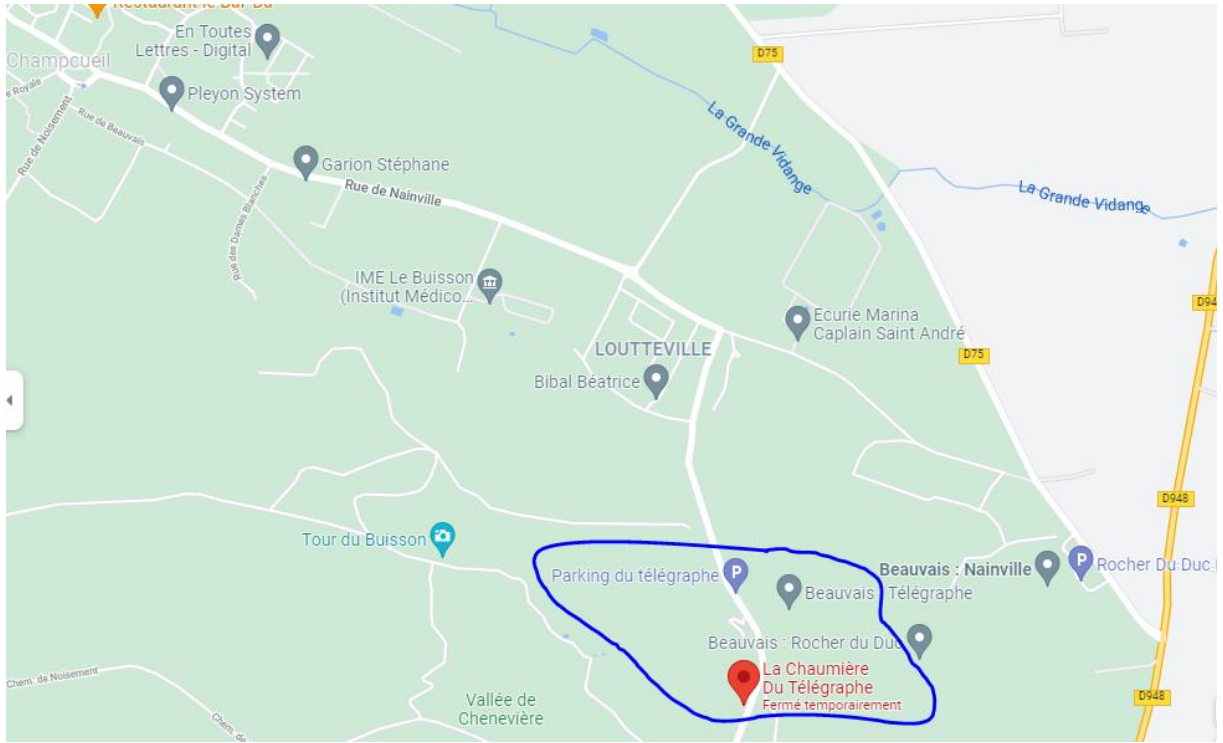 En Toutes
Lettres - Digital
D75
Champcueil
Pleyon System
Rue de Noisement
Rue de Beauvais
La Grande Vidange
Garion Stéphane
Rue de Nainville
La Grande Vidange
Rue des Dames Blanches
IME Le Buisson
(Institut Médico...
D94
Ecurie Marina
Caplain Saint André
LOUTTEVILLE
D75
Bibal Béatrice
D948
Tour du Buisson
Parking du télégraphe
Beauvais : Nainville
Rocher Du Duc
Beauvais : Télégraphe
Beauvais : Rocher du Duc
La Chaumière
Du Télégraphe
Fermé temporairement
Chem. de Noisement
Vallée de
Chenevière
D948
Chem. de